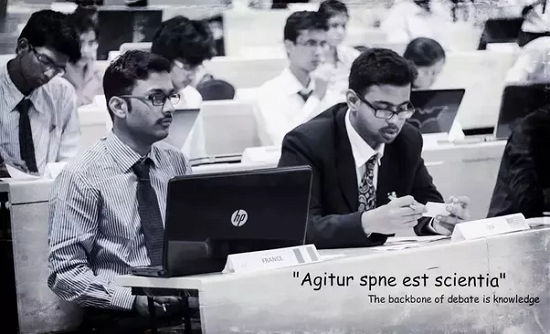 hp
FRANCE
"Agitur spne est scientia"
The backbone of debate is knowledge